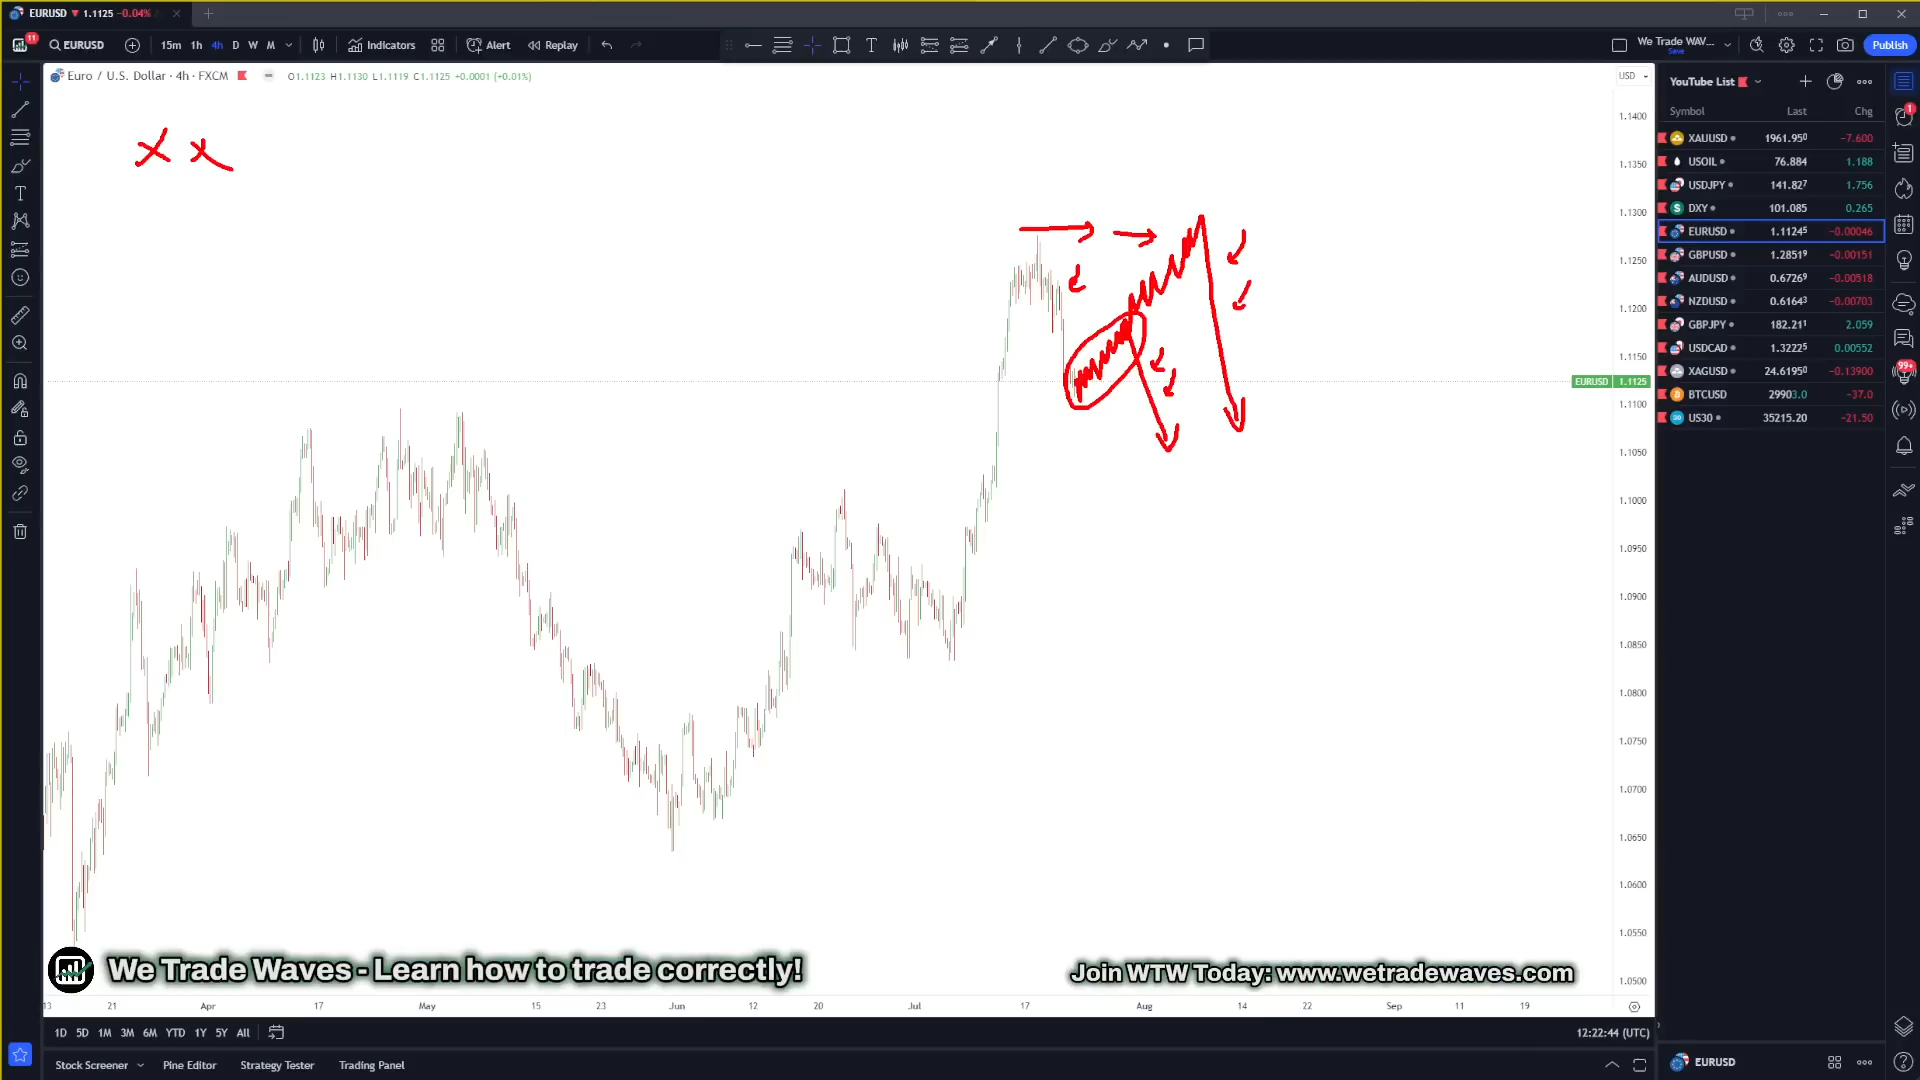 EURUSD ▼ 1.1125 -0.04%
11
EURUSD
15m 1h 4h D W M
Indicators
Alert
Replay
We Trade WAV...
Save
Publish
Euro / U.S. Dollar · 4h · FXCM
O1.1123 H1.1130 L1.1119 C1.1125 +0.0001 (+0.01%)
USD
x x
1.1400
1.1350
1.1300
1.1250
1.1200
1.1150
EURUSD 1.1125
1.1100
1.1050
1.1000
1.0950
1.0900
1.0850
1.0800
1.0750
1.0700
1.0650
1.0600
1.0550
1.0500
YouTube List
Symbol Last Chg
XAUUSD 1961.950 -7.600
USOIL 76.884 1.188
USDJPY 141.827 1.756
DXY 101.085 0.265
EURUSD 1.11245 -0.00046
GBPUSD 1.28519 -0.00151
AUDUSD 0.67269 -0.00518
NZDUSD 0.61643 -0.00703
GBPJPY 182.211 2.059
USDCAD 1.32225 0.00552
XAGUSD 24.61950 -0.13900
BTCUSD 29903.0 -37.0
US30 35215.20 -21.50
1
99+
We Trade Waves - Learn how to trade correctly!
Join WTW Today: www.wetradewaves.com
13 21 Apr 17 May 15 23 Jun 12 20 Jul 17 Aug 14 22 Sep 11 19
1D 5D 1M 3M 6M YTD 1Y 5Y All
12:22:44 (UTC)
Stock Screener Pine Editor Strategy Tester Trading Panel
EURUSD